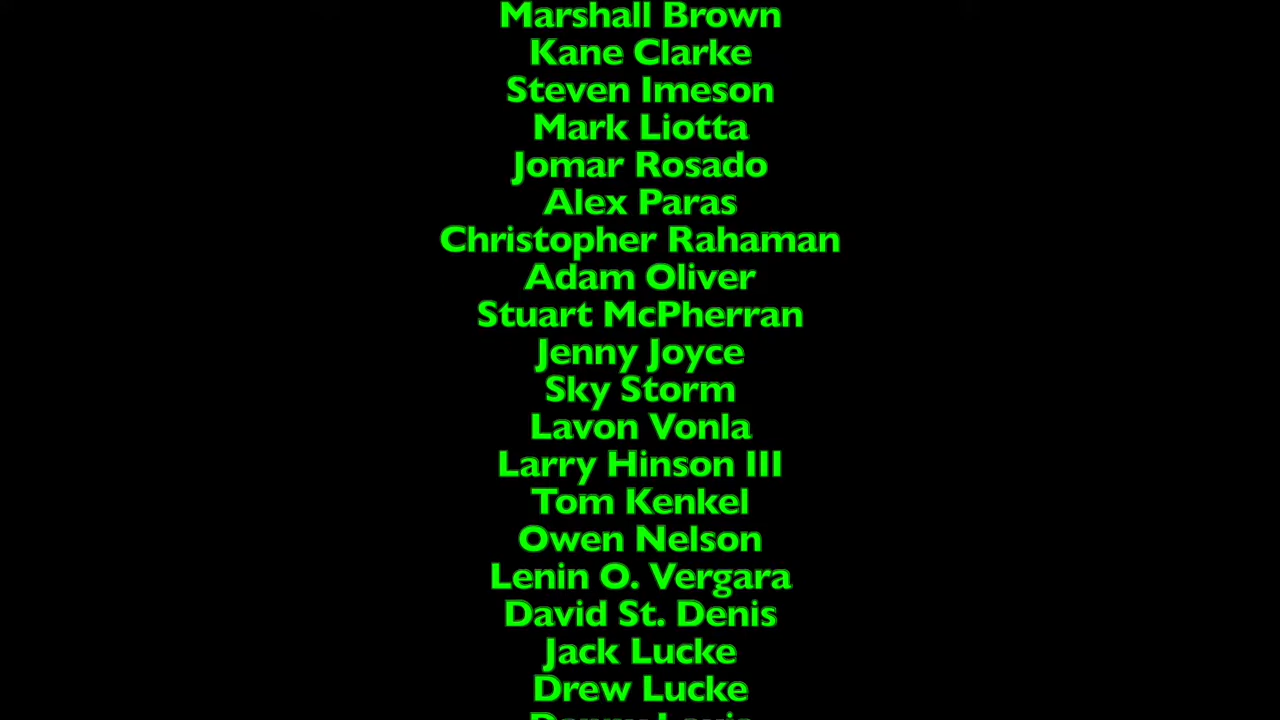 Marshall Brown
Kane Clarke
Steven Imeson
Mark Liotta
Jomar Rosado
Alex Paras
Christopher Rahaman
Adam Oliver
Stuart McPherran
Jenny Joyce
Sky Storm
Lavon Vonla
Larry Hinson III
Tom Kenkel
Owen Nelson
Lenin O. Vergara
David St. Denis
Jack Lucke
Drew Lucke